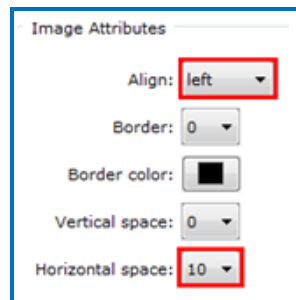 Image Attributes
Align: left
Border: 0
Border color:
Vertical space: 0
Horizontal space: 10